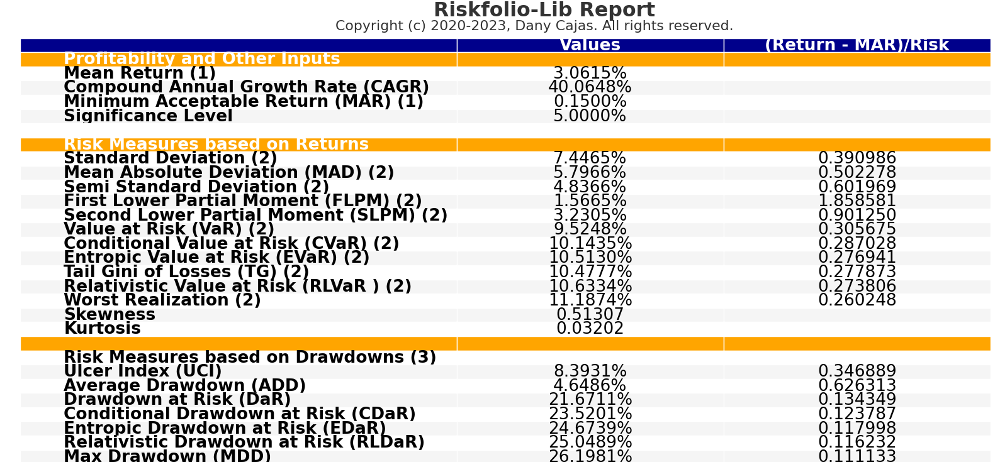 Riskfolio-Lib Report
Copyright (c) 2020-2023, Dany Cajas. All rights reserved.
Values (Return - MAR)/Risk
Profitability and Other Inputs
Mean Return (1) 3.0615%
Compound Annual Growth Rate (CAGR) 40.0648%
Minimum Acceptable Return (MAR) (1) 0.1500%
Significance Level 5.0000%
Risk Measures based on Returns
Standard Deviation (2) 7.4465% 0.390986
Mean Absolute Deviation (MAD) (2) 5.7966% 0.502278
Semi Standard Deviation (2) 4.8366% 0.601969
First Lower Partial Moment (FLPM) (2) 1.5665% 1.858581
Second Lower Partial Moment (SLPM) (2) 3.2305% 0.901250
Value at Risk (VaR) (2) 9.5248% 0.305675
Conditional Value at Risk (CVaR) (2) 10.1435% 0.287028
Entropic Value at Risk (EVaR) (2) 10.5130% 0.276941
Tail Gini of Losses (TG) (2) 10.4777% 0.277873
Relativistic Value at Risk (RLVaR ) (2) 10.6334% 0.273806
Worst Realization (2) 11.1874% 0.260248
Skewness 0.51307
Kurtosis 0.03202
Risk Measures based on Drawdowns (3)
Ulcer Index (UCI) 8.3931% 0.346889
Average Drawdown (ADD) 4.6486% 0.626313
Drawdown at Risk (DaR) 21.6711% 0.134349
Conditional Drawdown at Risk (CDaR) 23.5201% 0.123787
Entropic Drawdown at Risk (EDaR) 24.6739% 0.117998
Relativistic Drawdown at Risk (RLDaR) 25.0489% 0.116232
Max Drawdown (MDD) 26.1981% 0.111133